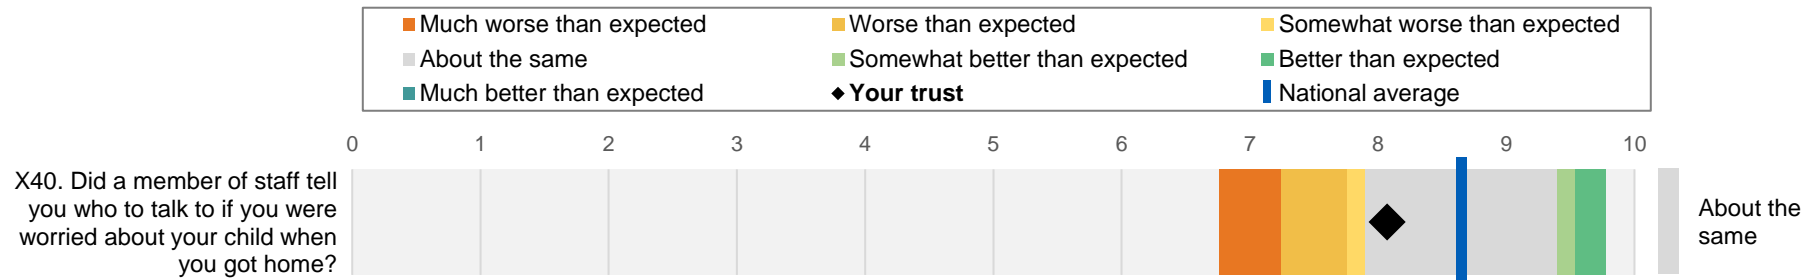 Much worse than expected
Worse than expected
Somewhat worse than expected
About the same
Somewhat better than expected
Better than expected
Much better than expected
Your trust
National average
0 1 2 3 4 5 6 7 8 9 10
X40. Did a member of staff tell
you who to talk to if you were
worried about your child when
you got home?
About the
same